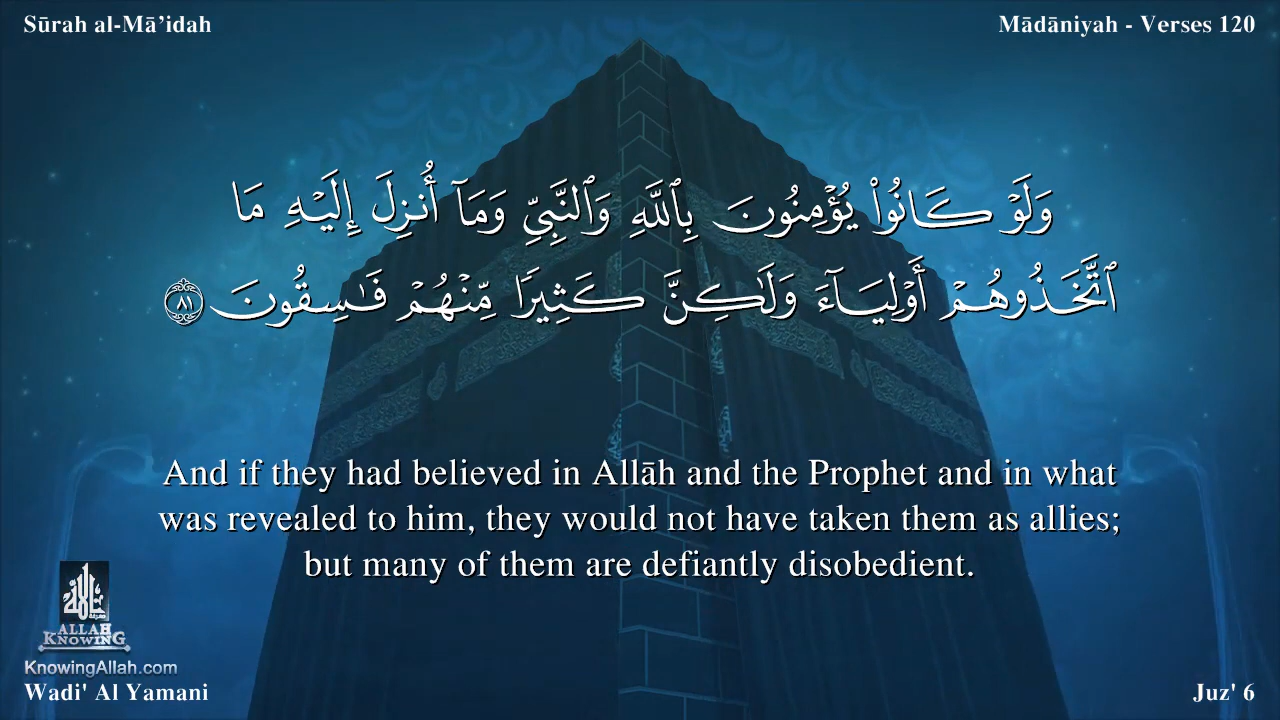 Sūrah al-Mā’idah
Mādāniyah - Verses 120
وَلَوْ كَانُوا۟ يُؤْمِنُونَ بِٱللَّهِ وَٱلنَّبِىِّ وَمَآ أُنزِلَ إِلَيْهِ مَا
ٱتَّخَذُوهُمْ أَوْلِيَآءَ وَلَـٰكِنَّ كَثِيرًا مِّنْهُمْ فَـٰسِقُونَ ٨١
And if they had believed in Allāh and the Prophet and in what
was revealed to him, they would not have taken them as allies;
but many of them are defiantly disobedient.
ALLAH
KNOWING
KnowingAllah.com
Wadi' Al Yamani
Juz' 6